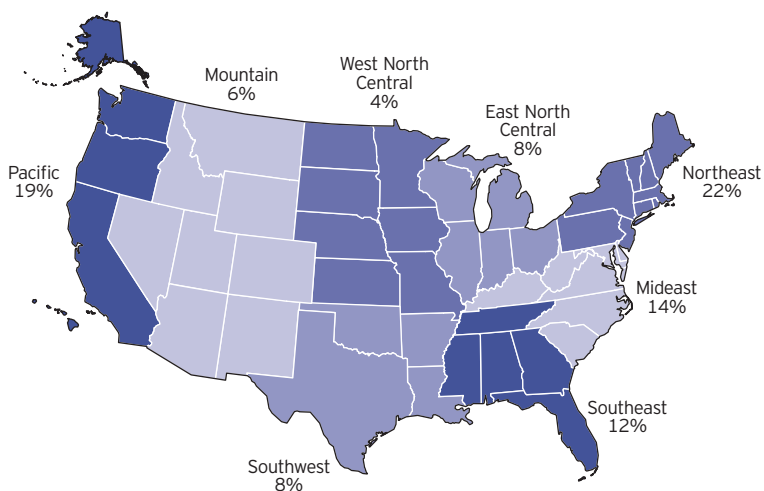 Mountain
6%
West North
Central
4%
East North
Central
8%
Pacific
19%
Northeast
22%
Mideast
14%
Southeast
12%
Southwest
8%